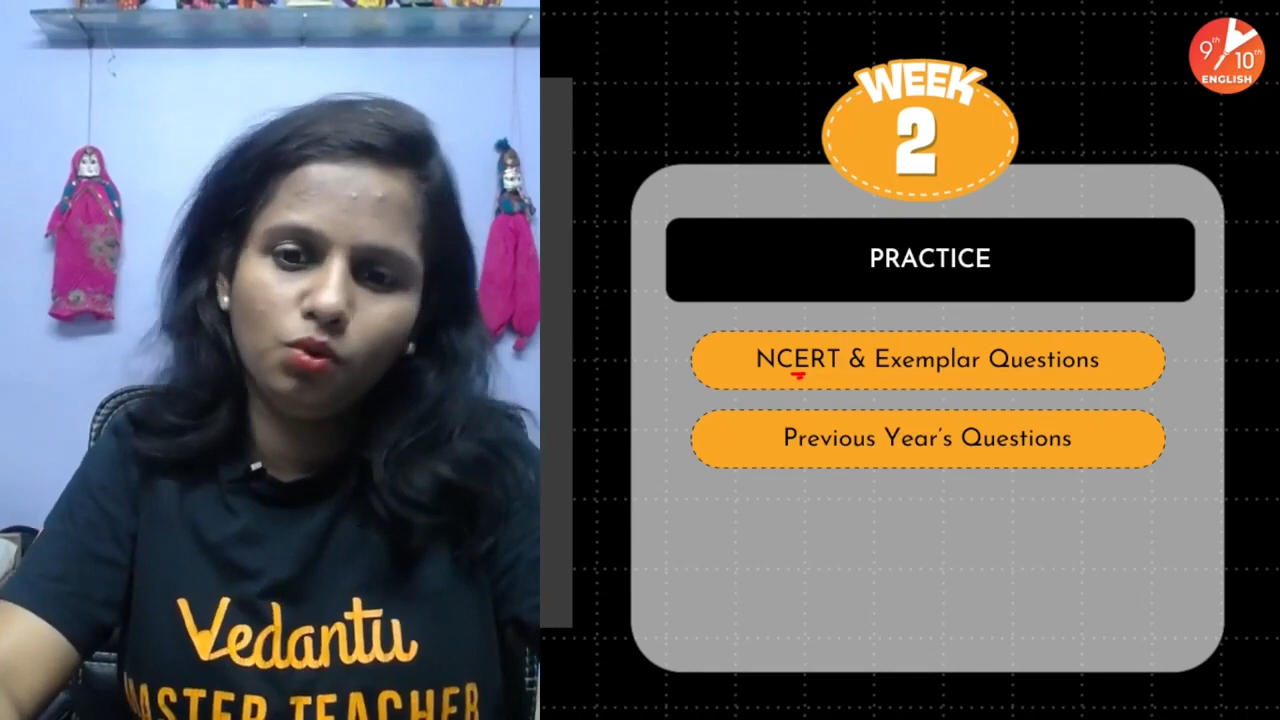 9th
10th
ENGLISH
WEEK
2
PRACTICE
NCERT & Exemplar Questions
Previous Year's Questions
Vedantu
MASTER TEACHER